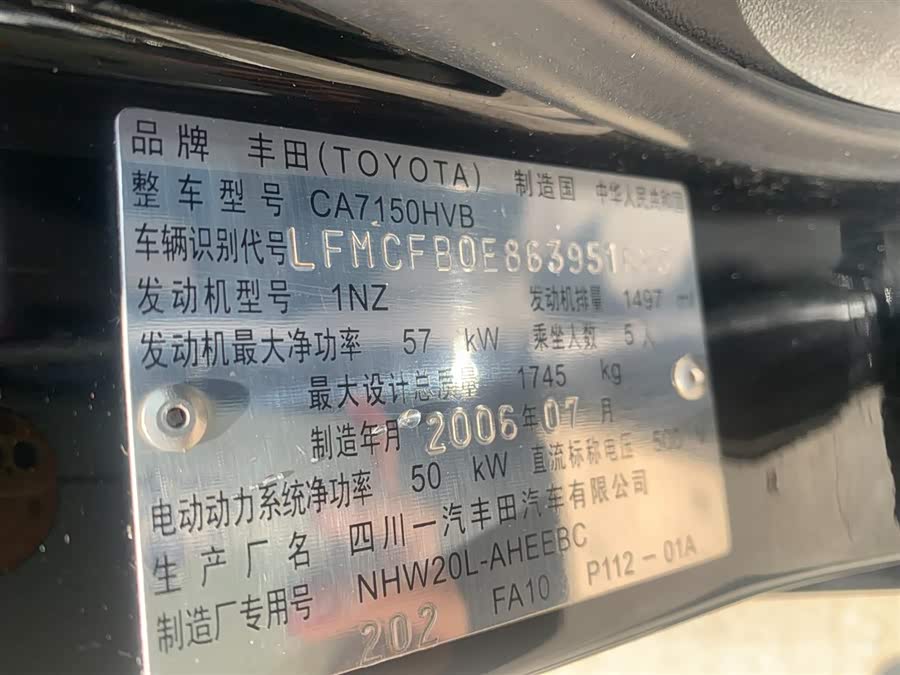 品牌 丰田(TOYOTA) 制造国 中华人民共和国
整车型号 CA7150HVB
车辆识别代号 LFMCFB0E863951
发动机型号 1NZ 发动机排量 1497 ml
发动机最大净功率 57 kW 乘坐人数 5人
最大设计总质量 1745 kg
制造年月 2006年07月
电动动力系统净功率 50 kW 直流标称电压 500 V
生产厂名 四川一汽丰田汽车有限公司
制造厂专用号 NHW20L-AHEEBC
202 FA10 P112-01A